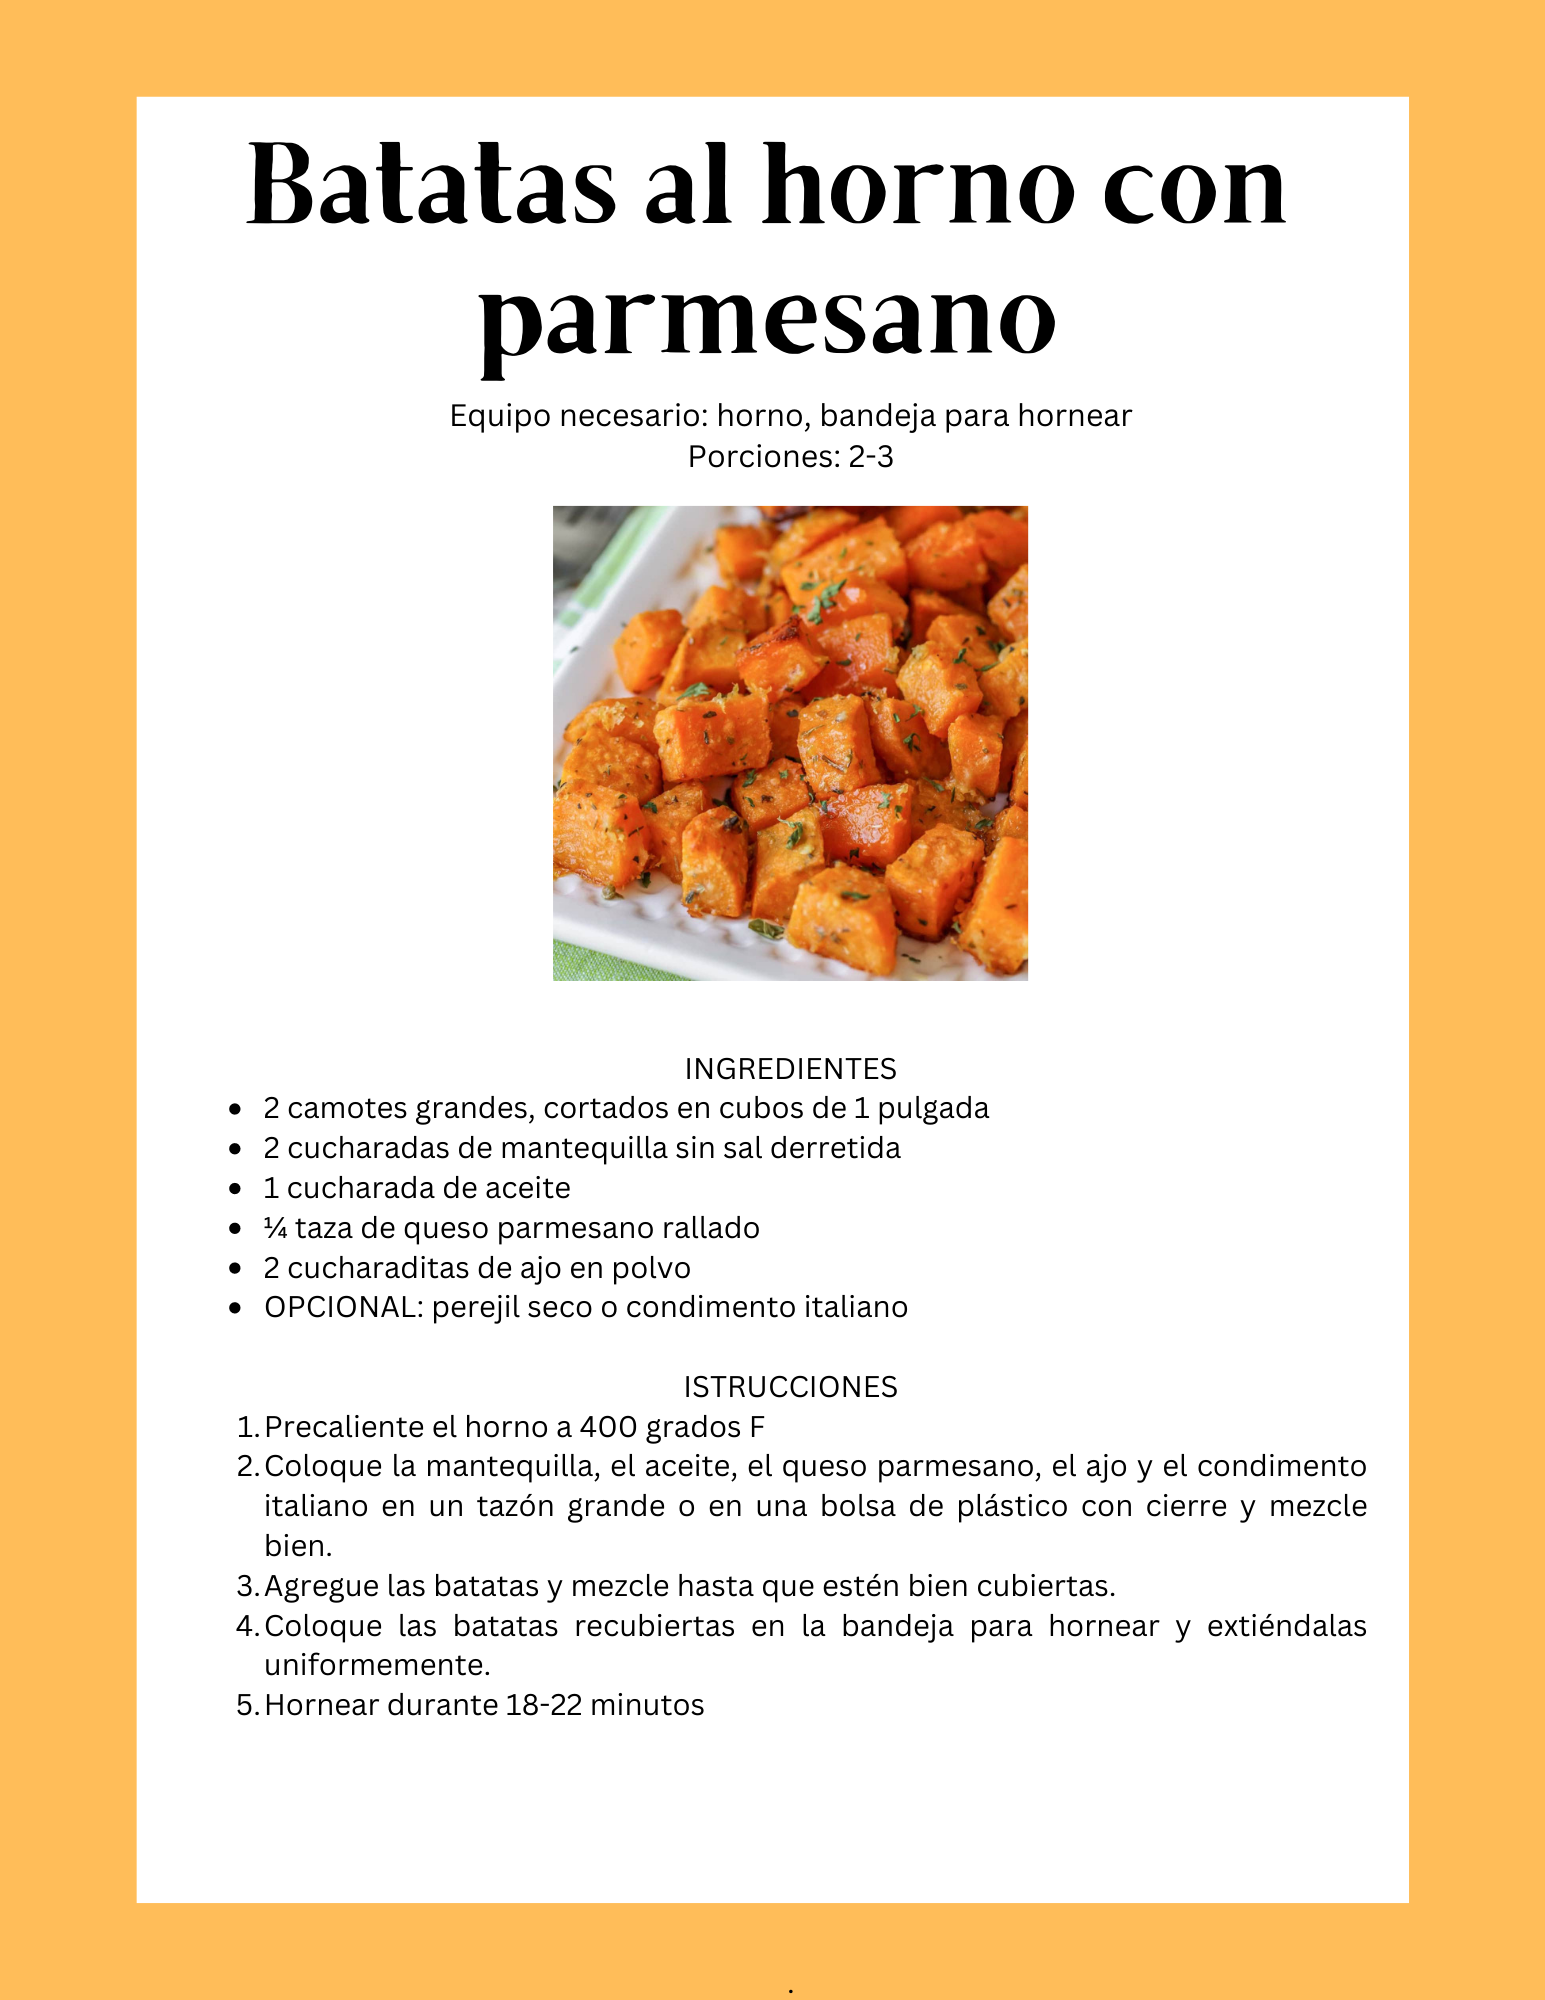 Batatas al horno con
parmesano
Equipo necesario: horno, bandeja para hornear
Porciones: 2-3
INGREDIENTES
• 2 camotes grandes, cortados en cubos de 1 pulgada
• 2 cucharadas de mantequilla sin sal derretida
• 1 cucharada de aceite
• ¼ taza de queso parmesano rallado
• 2 cucharaditas de ajo en polvo
• OPCIONAL: perejil seco o condimento italiano
ISTRUCCIONES
1. Precaliente el horno a 400 grados F
2. Coloque la mantequilla, el aceite, el queso parmesano, el ajo y el condimento
italiano en un tazón grande o en una bolsa de plástico con cierre y mezcle
bien.
3. Agregue las batatas y mezcle hasta que estén bien cubiertas.
4. Coloque las batatas recubiertas en la bandeja para hornear y extiéndalas
uniformemente.
5. Hornear durante 18-22 minutos
.